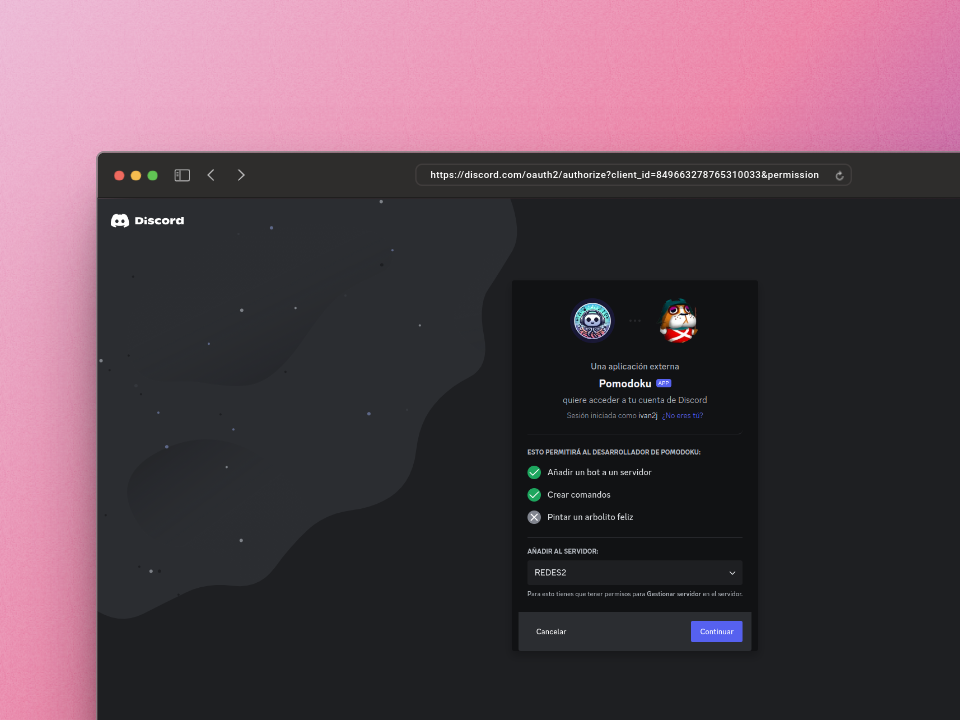 https://discord.com/oauth2/authorize?client_id=849663278765310033&permission
Discord
Una aplicación externa
Pomodoku APP
quiere acceder a tu cuenta de Discord
Sesión iniciada como ivan2j ¿No eres tú?
ESTO PERMITIRÁ AL DESARROLLADOR DE POMODOKU:
Añadir un bot a un servidor
Crear comandos
Pintar un arbolito feliz
AÑADIR AL SERVIDOR:
REDES2
Para esto tienes que tener permisos para Gestionar servidor en el servidor.
Cancelar
Continuar